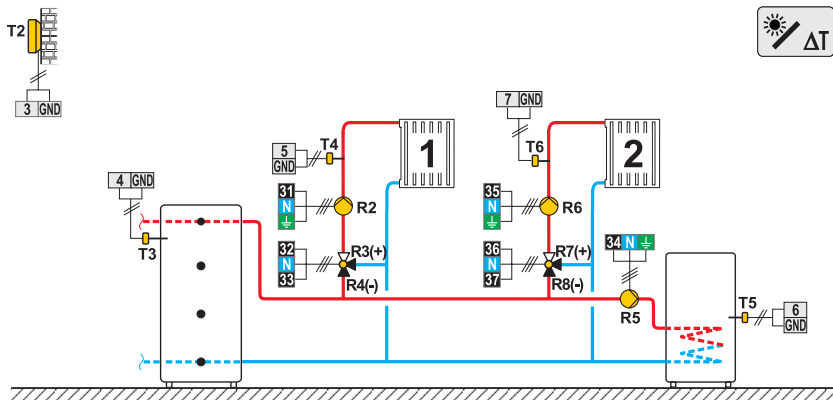 T2
3 GND
ΔT
7 GND
5
GND
T4
T6
1
2
4 GND
31
N
R2
35
N
R6
T3
32
N
33
R3(+)
R4(-)
36
N
37
R7(+)
R8(-)
34 N
R5
T5
6
GND